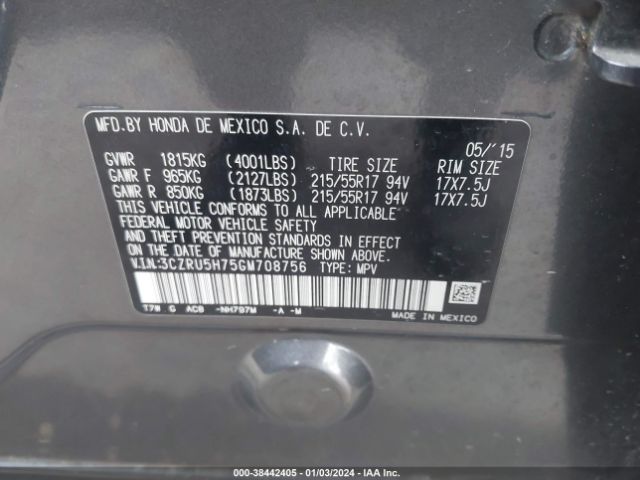 MFD.BY HONDA DE MEXICO S.A. DE C.V.
05/'15
GVWR 1815KG (4001LBS) TIRE SIZE RIM SIZE
GAWR F 965KG (2127LBS) 215/55R17 94V 17X7.5J
GAWR R 850KG (1873LBS) 215/55R17 94V 17X7.5J
THIS VEHICLE CONFORMS TO ALL APPLICABLE
FEDERAL MOTOR VEHICLE SAFETY
AND THEFT PREVENTION STANDARDS IN EFFECT
ON THE DATE OF MANUFACTURE SHOWN ABOVE.
V.I.N:3CZRU5H75GM708756 TYPE: MPV
T7W G ACB -NH797M -A -M
MADE IN MEXICO
000-38442405 - 01/03/2024 - IAA Inc.